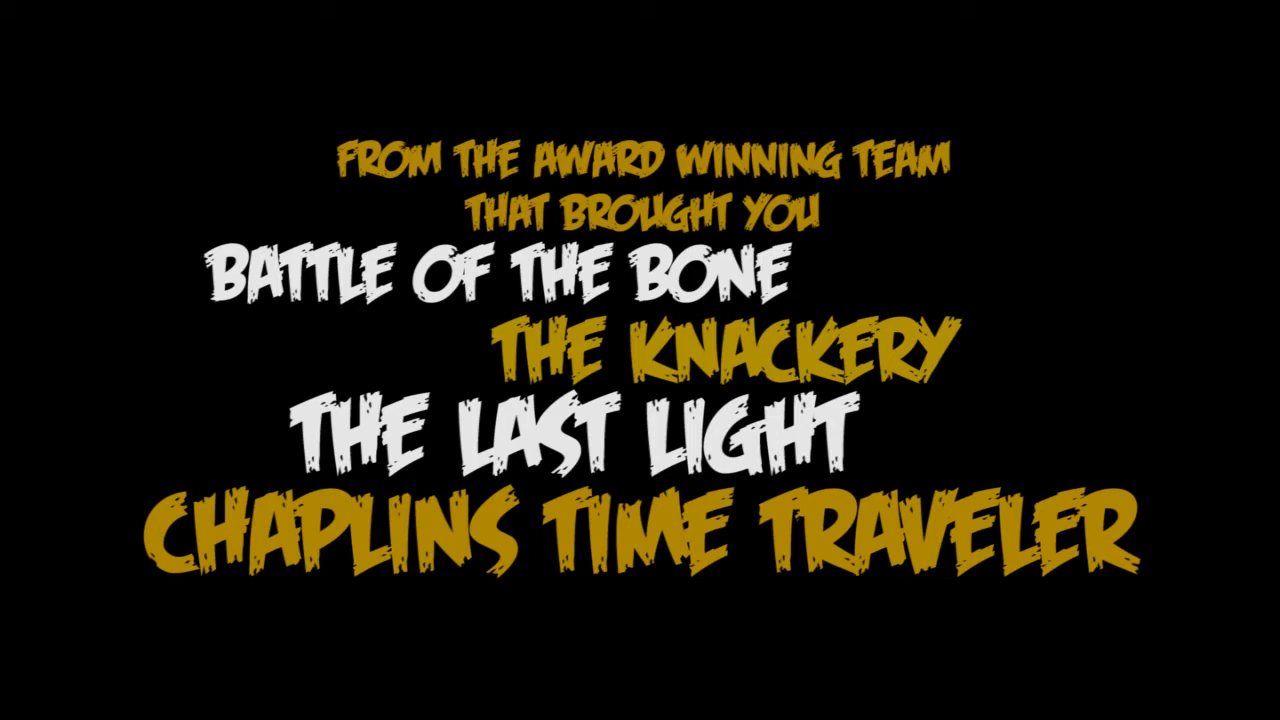 FROM THE AWARD WINNING TEAM
THAT BROUGHT YOU
BATTLE OF THE BONE
THE KNACKERY
THE LAST LIGHT
CHAPLINS TIME TRAVELER